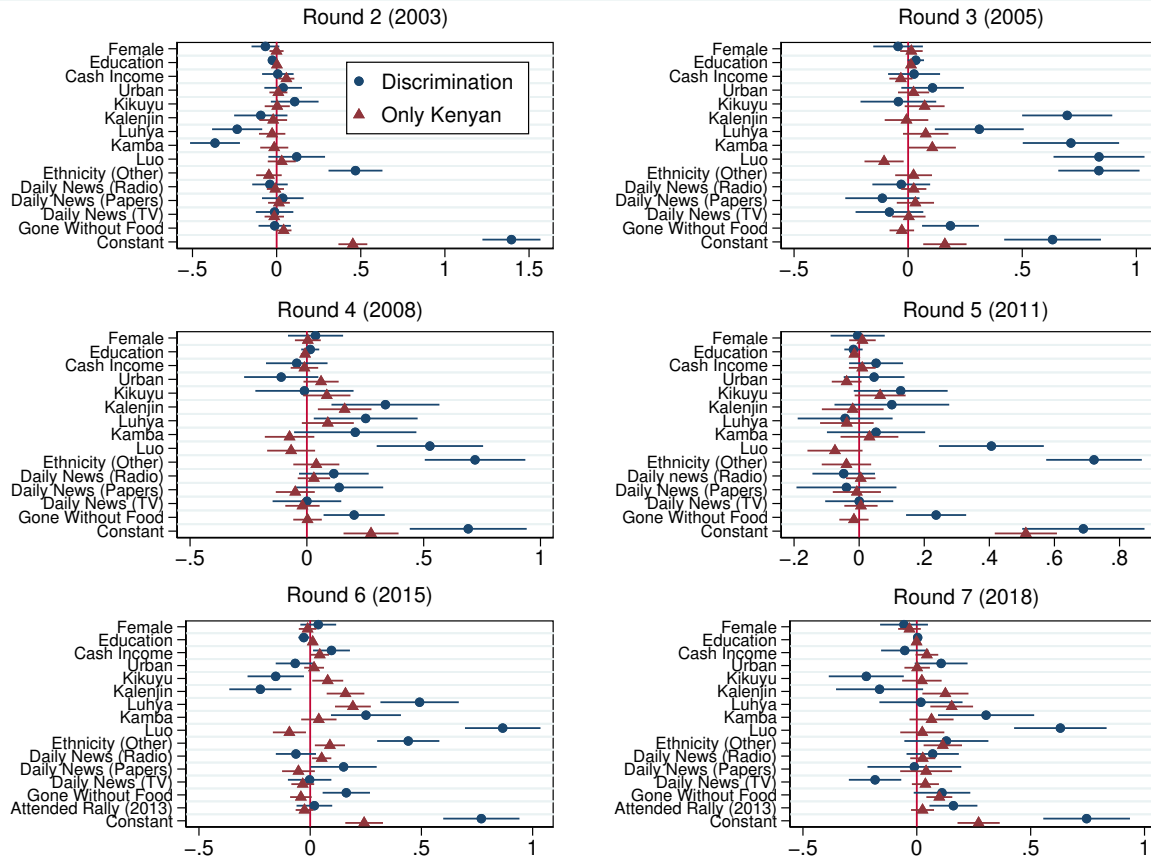 Round 2 (2003)
Female
Education
Cash Income
Urban
Kikuyu
Kalenjin
Luhya
Kamba
Luo
Ethnicity (Other)
Daily News (Radio)
Daily News (Papers)
Daily News (TV)
Gone Without Food
Constant
Discrimination
Only Kenyan
−.5 0 .5 1 1.5
Round 3 (2005)
Female
Education
Cash Income
Urban
Kikuyu
Kalenjin
Luhya
Kamba
Luo
Ethnicity (Other)
Daily News (Radio)
Daily News (Papers)
Daily News (TV)
Gone Without Food
Constant
−.5 0 .5 1
Round 4 (2008)
Female
Education
Cash Income
Urban
Kikuyu
Kalenjin
Luhya
Kamba
Luo
Ethnicity (Other)
Daily News (Radio)
Daily News (Papers)
Daily News (TV)
Gone Without Food
Constant
−.5 0 .5 1
Round 5 (2011)
Female
Education
Cash Income
Urban
Kikuyu
Kalenjin
Luhya
Kamba
Luo
Ethnicity (Other)
Daily news (Radio)
Daily News (Papers)
Daily News (TV)
Gone Without Food
Constant
−.2 0 .2 .4 .6 .8
Round 6 (2015)
Female
Education
Cash Income
Urban
Kikuyu
Kalenjin
Luhya
Kamba
Luo
Ethnicity (Other)
Daily News (Radio)
Daily News (Papers)
Daily News (TV)
Gone Without Food
Attended Rally (2013)
Constant
−.5 0 .5 1
Round 7 (2018)
Female
Education
Cash Income
Urban
Kikuyu
Kalenjin
Luhya
Kamba
Luo
Ethnicity (Other)
Daily News (Radio)
Daily News (Papers)
Daily News (TV)
Gone Without Food
Attended Rally (2013)
Constant
−.5 0 .5 1